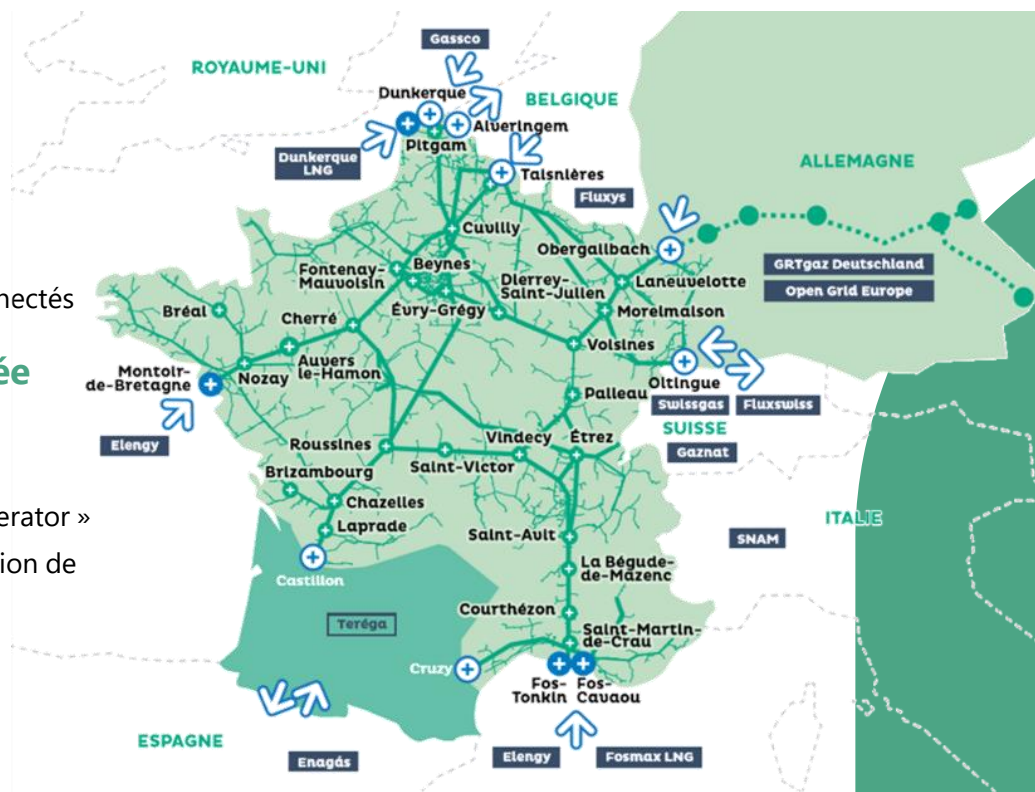 nectés
ée
erator »
ion de
Gassco
ROYAUME-UNI
Dunkerque
BELGIQUE
Alveringem
Pitgam
Dunkerque
LNG
Taisnières
Fluxys
ALLEMAGNE
Cuvilly
Obergailbach
GRTgaz Deutschland
Open Grid Europe
Fontenay-
Mauvoisin
Beynes
Dierrey-
Saint-Julien
Laneuvelotte
Bréal
Cherré
Évry-Grégy
Morelmaison
Voisines
Auvers
le-Hamon
Nozay
Montoir-
de-Bretagne
Oltingue
Palleau
Swissgas
Fluxswiss
Elengy
SUISSE
Gaznat
Roussines
Vindecy
Étrez
Saint-Victor
Brizambourg
Chazelles
Laprade
Saint-Avit
ITALIE
SNAM
Castillon
La Bégude-
de-Mazenc
Courthézon
Teréga
Saint-Martin-
de-Crau
Cruzy
Fos-
Tonkin
Fos-
Cavaou
ESPAGNE
Enagás
Elengy
Fosmax LNG